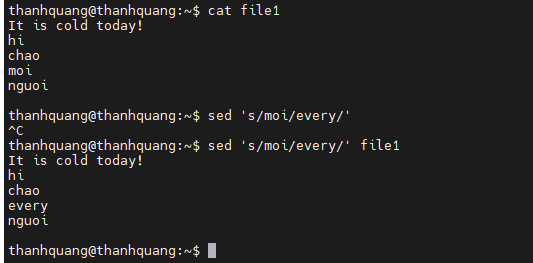 thanhquang@thanhquang:~$ cat file1
It is cold today!
hi
chao
moi
nguoi
thanhquang@thanhquang:~$ sed 's/moi/every/'
^C
thanhquang@thanhquang:~$ sed 's/moi/every/' file1
It is cold today!
hi
chao
every
nguoi
thanhquang@thanhquang:~$